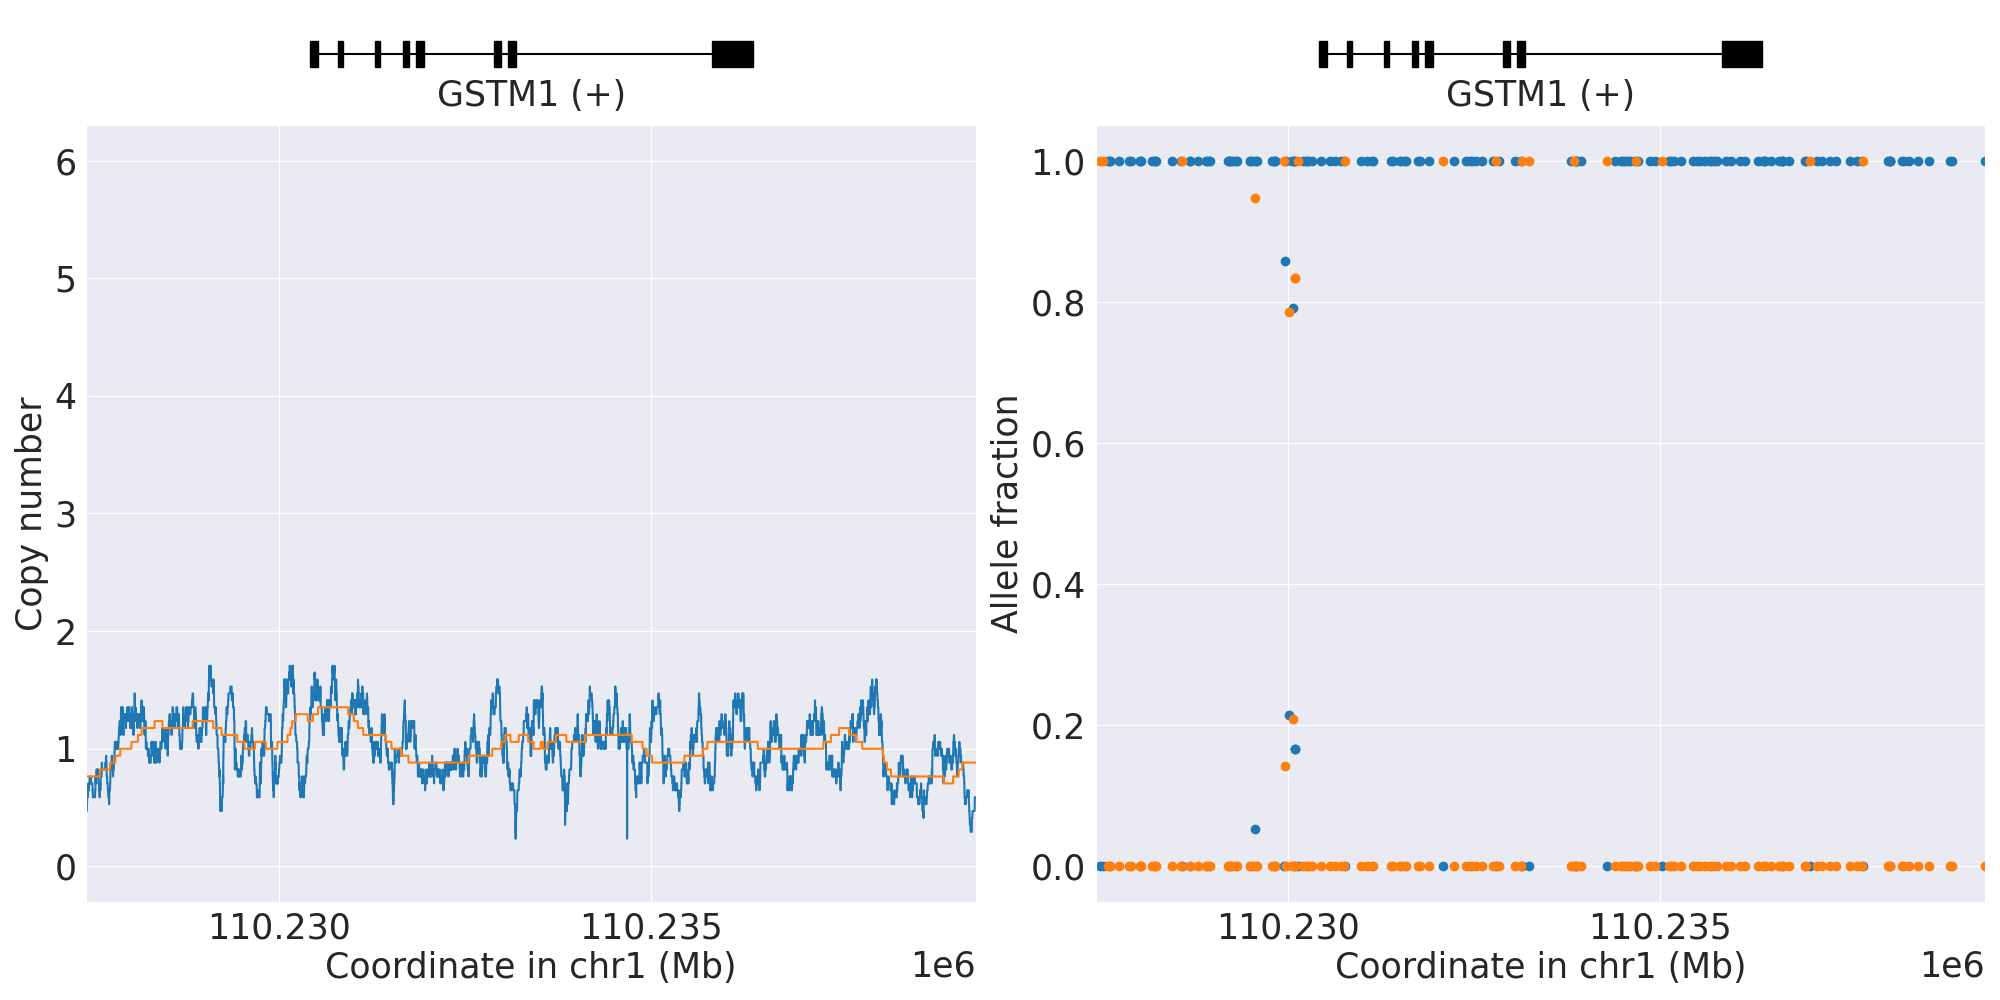 GSTM1 (+)
6
5
4
3
2
1
0
Copy number
110.230
110.235
Coordinate in chr1 (Mb)
1e6
GSTM1 (+)
1.0
0.8
0.6
0.4
0.2
0.0
Allele fraction
110.230
110.235
Coordinate in chr1 (Mb)
1e6